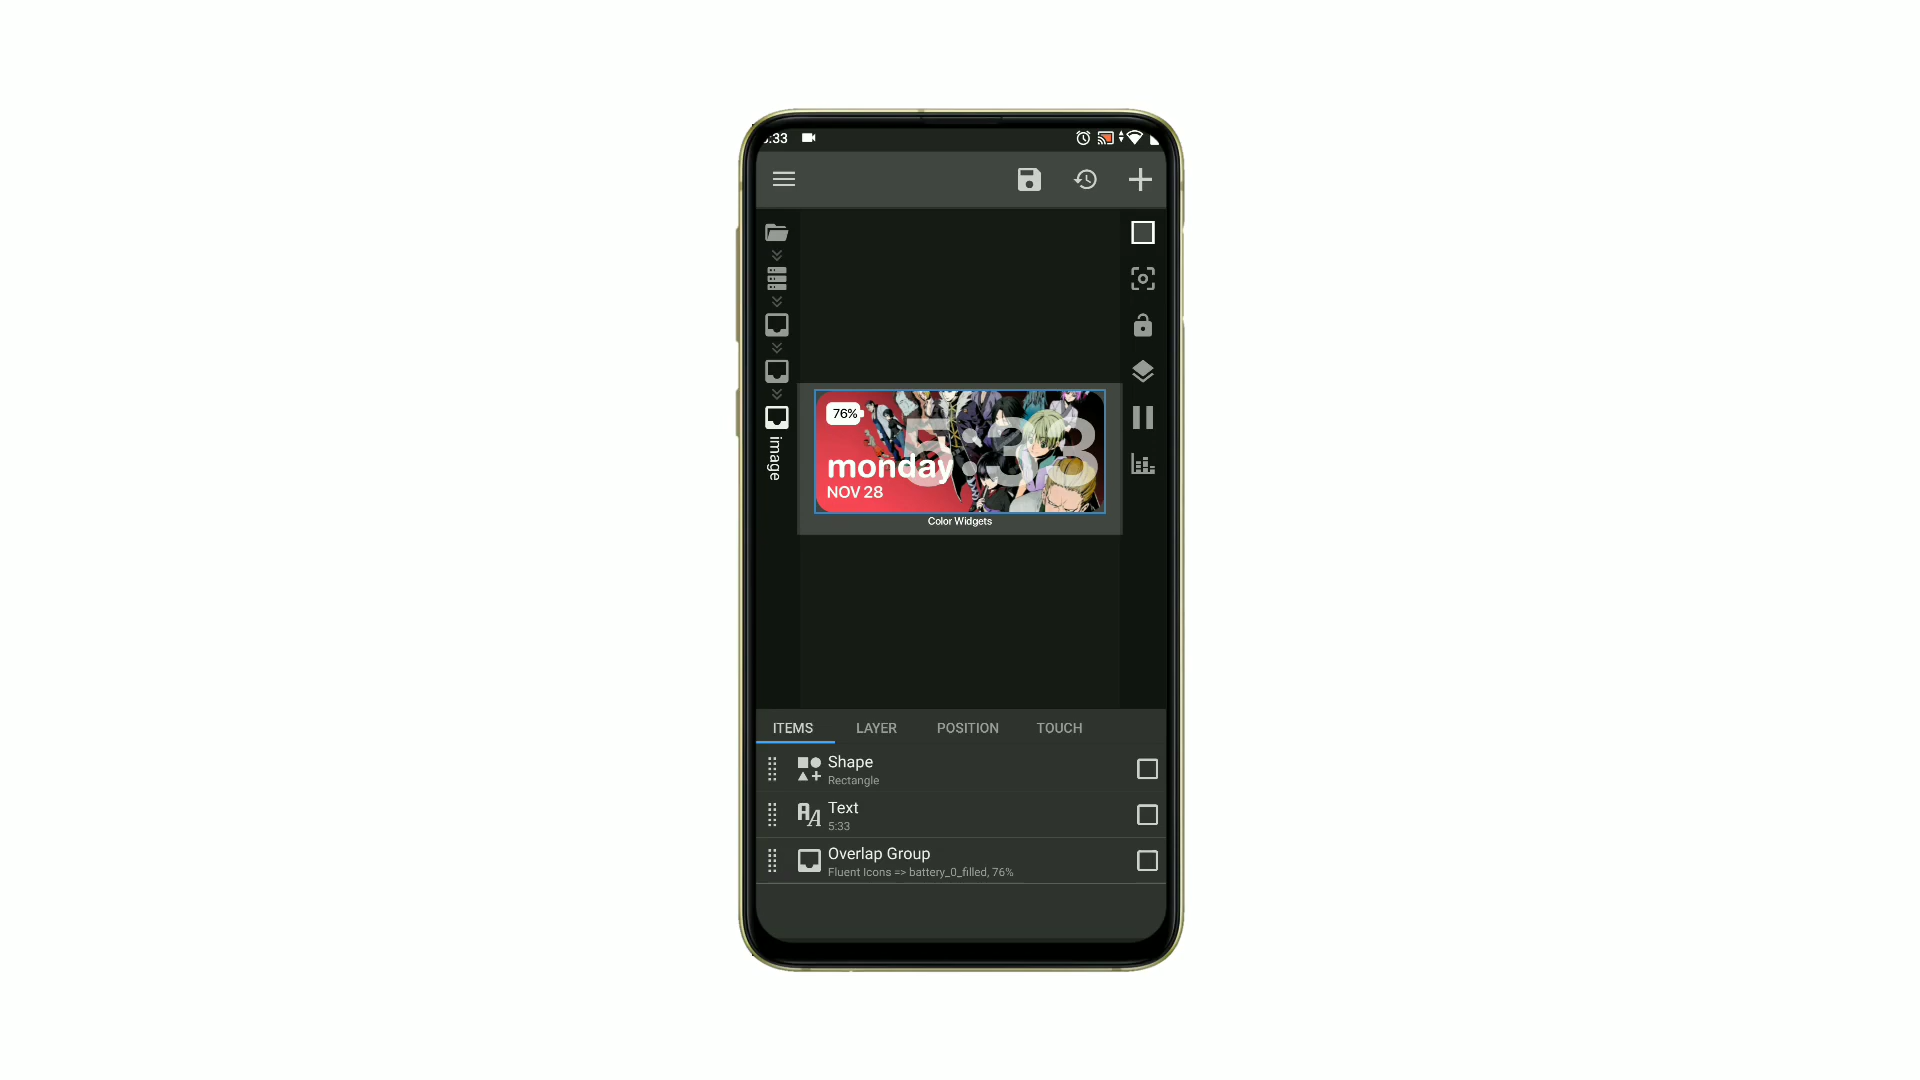 :33
76%
5:33
monday
NOV 28
Color Widgets
image
ITEMS LAYER POSITION TOUCH
Shape
Rectangle
Text
5:33
Overlap Group
Fluent Icons => battery_0_filled, 76%